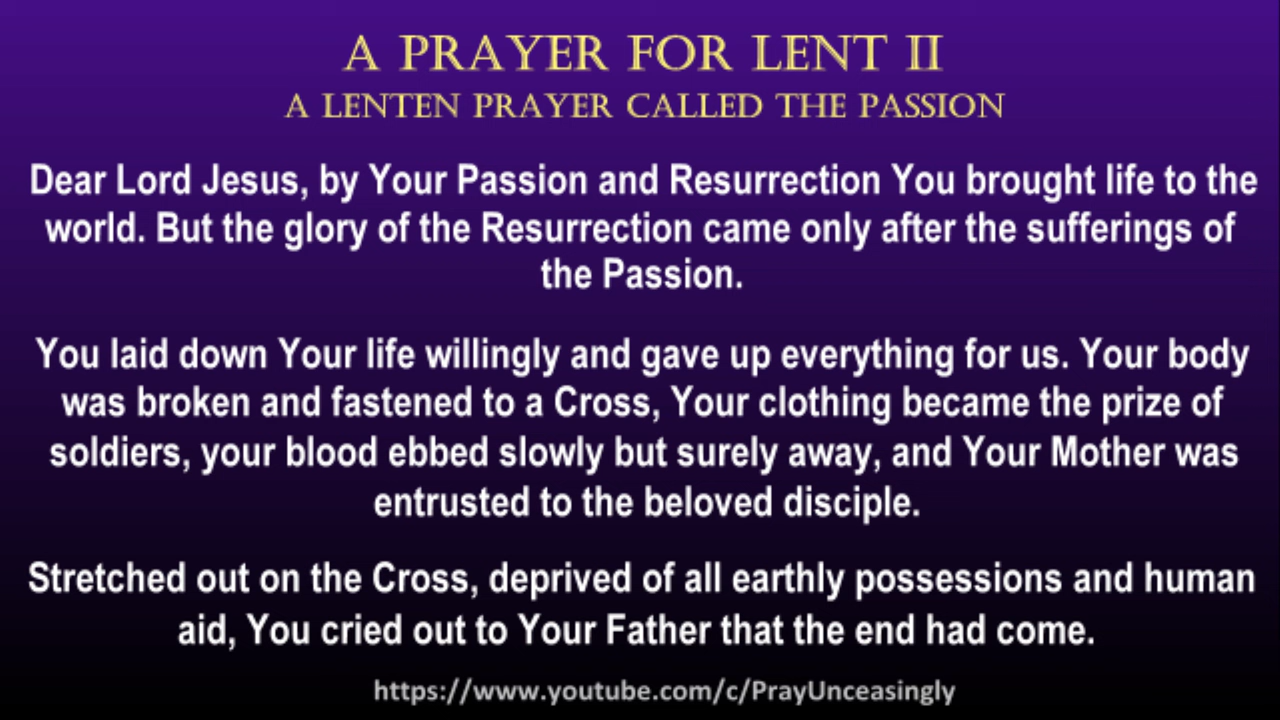 A PRAYER FOR LENT II
A LENTEN PRAYER CALLED THE PASSION
Dear Lord Jesus, by Your Passion and Resurrection You brought life to the
world. But the glory of the Resurrection came only after the sufferings of
the Passion.
You laid down Your life willingly and gave up everything for us. Your body
was broken and fastened to a Cross, Your clothing became the prize of
soldiers, your blood ebbed slowly but surely away, and Your Mother was
entrusted to the beloved disciple.
Stretched out on the Cross, deprived of all earthly possessions and human
aid, You cried out to Your Father that the end had come.
https://www.youtube.com/c/PrayUnceasingly